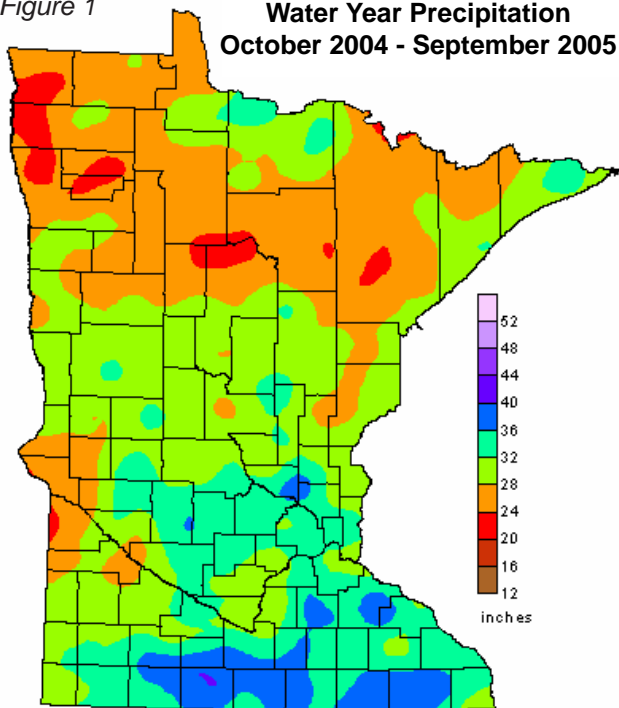 Figure 1
Water Year Precipitation
October 2004 - September 2005
52
48
44
40
36
32
28
24
20
16
12
inches